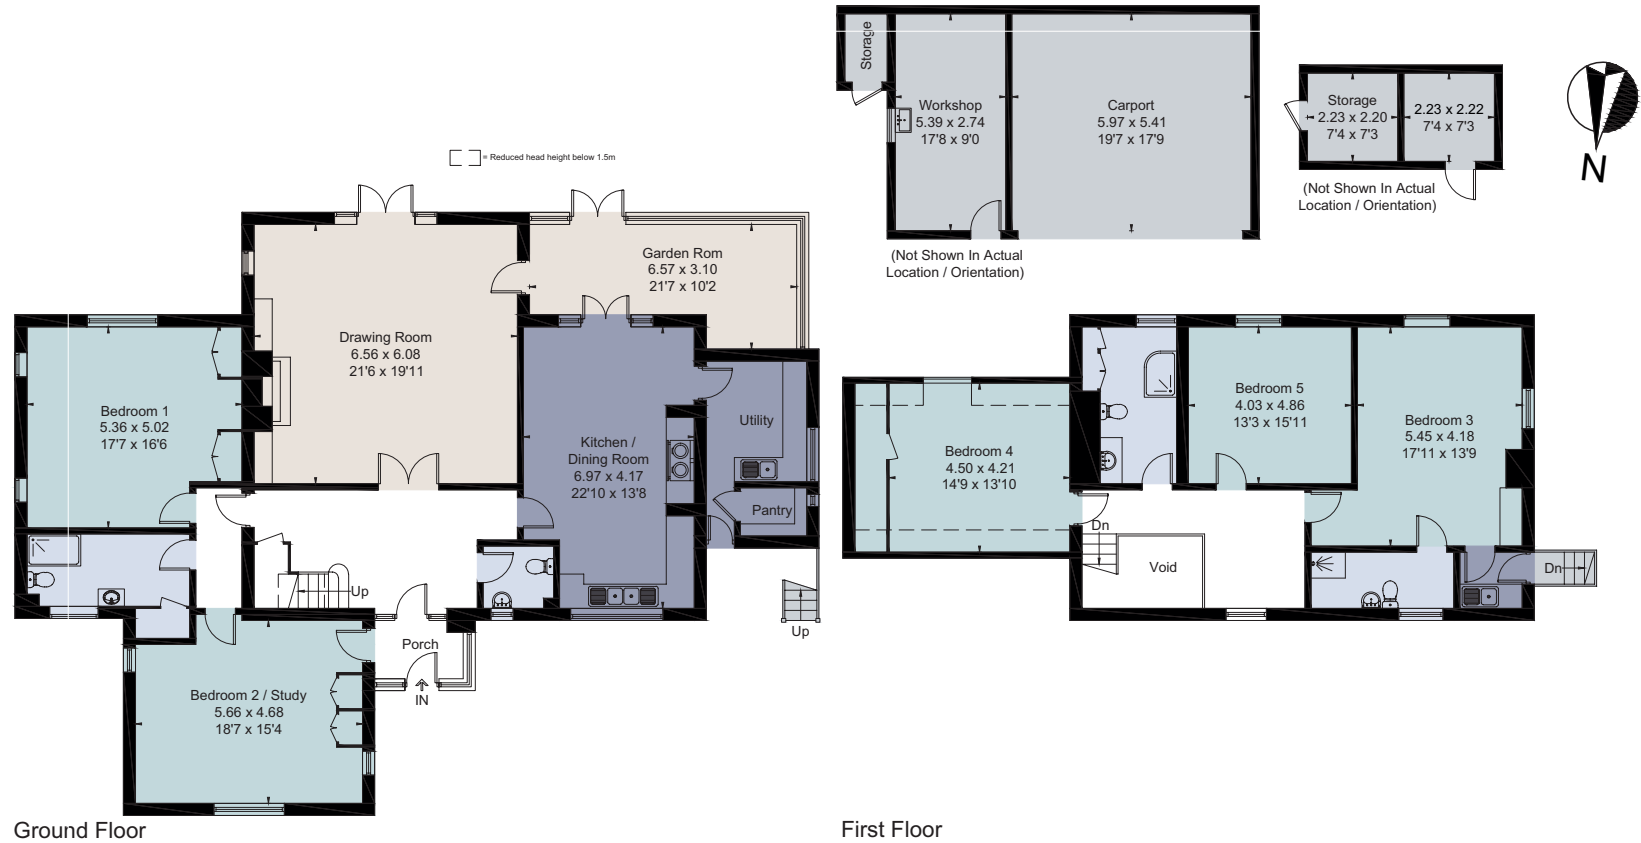 Storage
Workshop
5.39 x 2.74
17'8 x 9'0
Carport
5.97 x 5.41
19'7 x 17'9
(Not Shown In Actual
Location / Orientation)
Storage
2.23 x 2.20
7'4 x 7'3
2.23 x 2.22
7'4 x 7'3
(Not Shown In Actual
Location / Orientation)
N
= Reduced head height below 1.5m
Garden Rom
6.57 x 3.10
21'7 x 10'2
Drawing Room
6.56 x 6.08
21'6 x 19'11
Bedroom 1
5.36 x 5.02
17'7 x 16'6
Kitchen /
Dining Room
6.97 x 4.17
22'10 x 13'8
Utility
Pantry
Up
Up
Porch
IN
Bedroom 2 / Study
5.66 x 4.68
18'7 x 15'4
Ground Floor
Bedroom 4
4.50 x 4.21
14'9 x 13'10
Bedroom 5
4.03 x 4.86
13'3 x 15'11
Bedroom 3
5.45 x 4.18
17'11 x 13'9
Dn
Void
Dn
First Floor